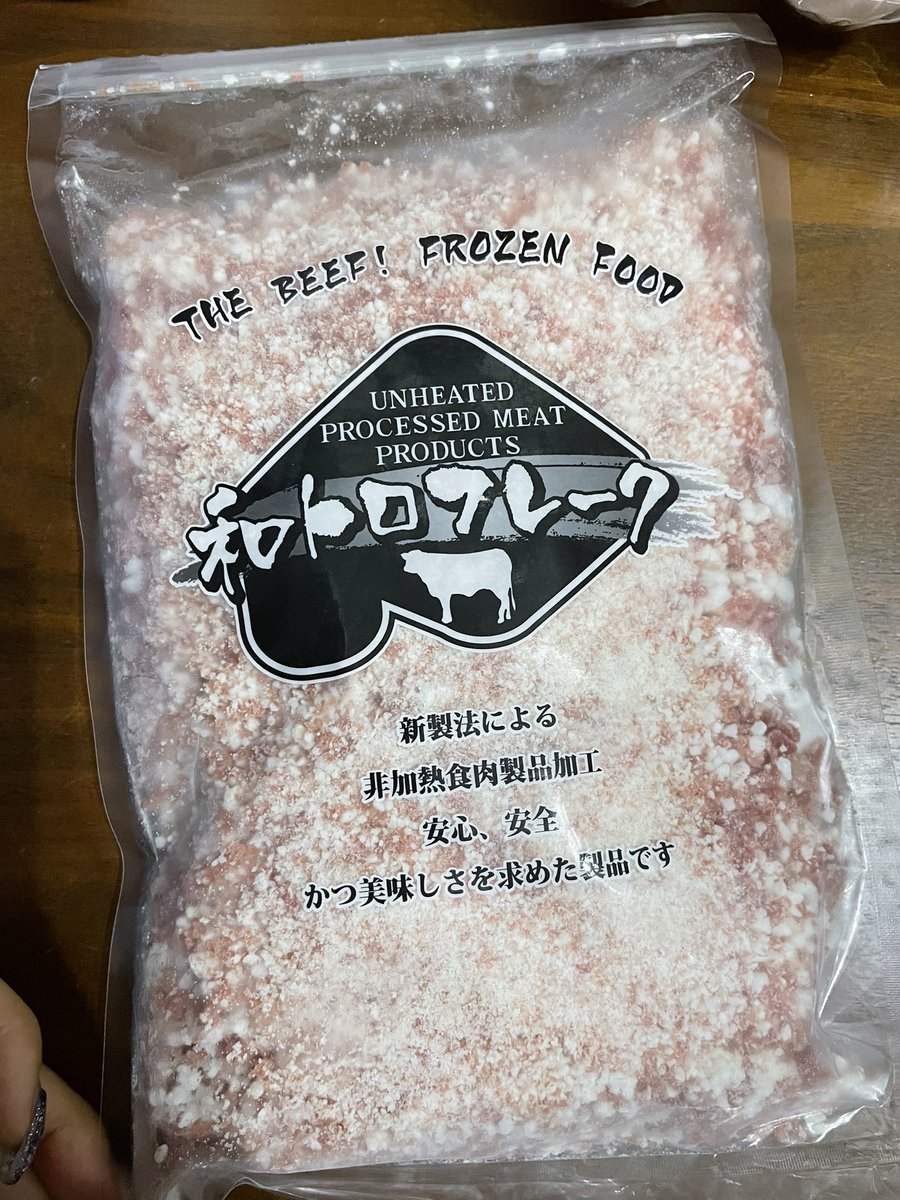 THE BEEF! FROZEN FOOD
UNHEATED
PROCESSED MEAT
PRODUCTS
和トロフレーク
新製法による
非加熱食肉製品加工
安心、安全
かつ美味しさを求めた製品です